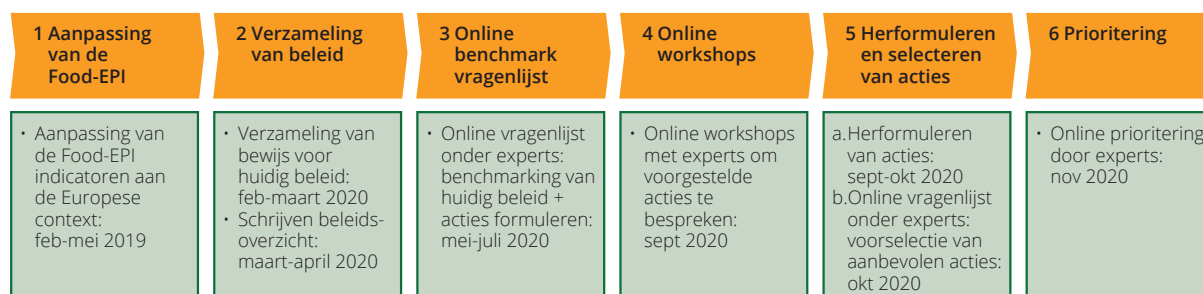 1 Aanpassing
van de
Food-EPI
2 Verzameling
van beleid
3 Online
benchmark
vragenlijst
4 Online
workshops
5 Herformuleren
en selecteren
van acties
6 Prioritering
• Aanpassing van
de Food-EPI
indicatoren aan
de Europese
context:
feb-mei 2019
• Verzameling van
bewijs voor
huidig beleid:
feb-maart 2020
• Schrijven beleids-
overzicht:
maart-april 2020
• Online vragenlijst
onder experts:
benchmarking van
huidig beleid +
acties formuleren:
mei-juli 2020
• Online workshops
met experts om
voorgestelde
acties te
bespreken:
sept 2020
a.Herformuleren
van acties:
sept-okt 2020
b.Online vragenlijst
onder experts:
voorselectie van
aanbevolen acties:
okt 2020
• Online prioritering
door experts:
nov 2020